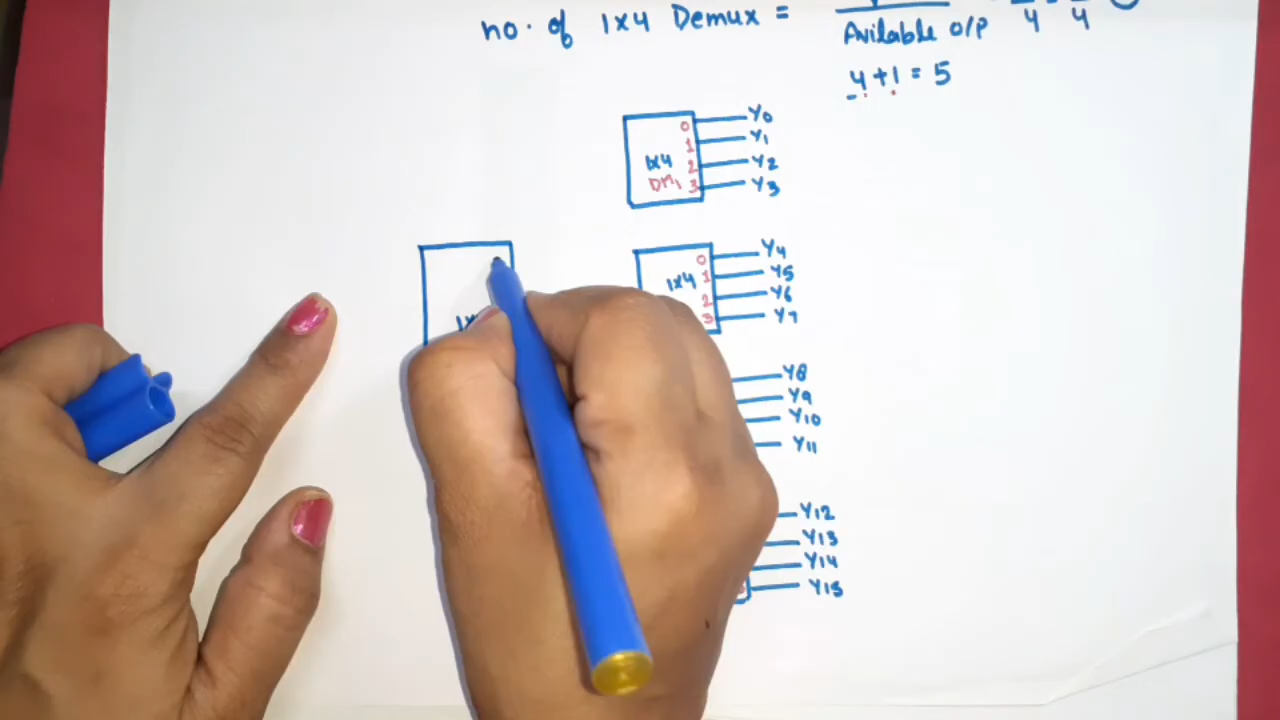 no. of 1x4 Demux =
Avilable o/p 4 4
4+1 = 5
0 Y0
1 Y1
1x4 2 Y2
DM1 3 Y3
0 Y4
1x4 1 Y5
2 Y6
3 Y7
Y8
Y9
Y10
Y11
Y12
Y13
Y14
Y15